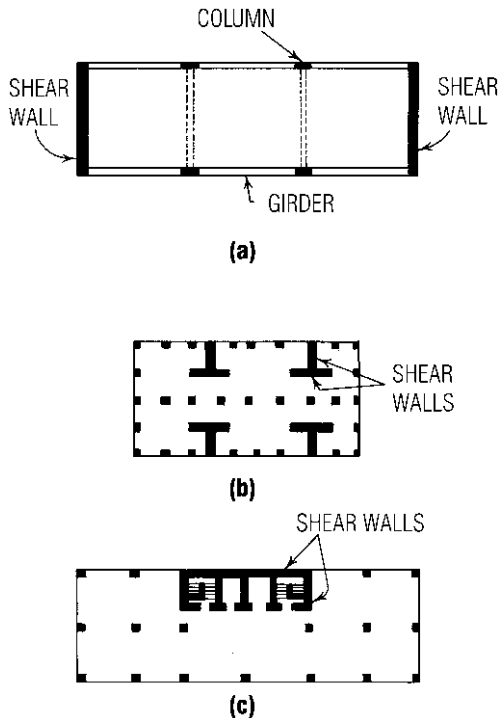 COLUMN
SHEAR
WALL
SHEAR
WALL
GIRDER
(a)
SHEAR
WALLS
(b)
SHEAR WALLS
(c)